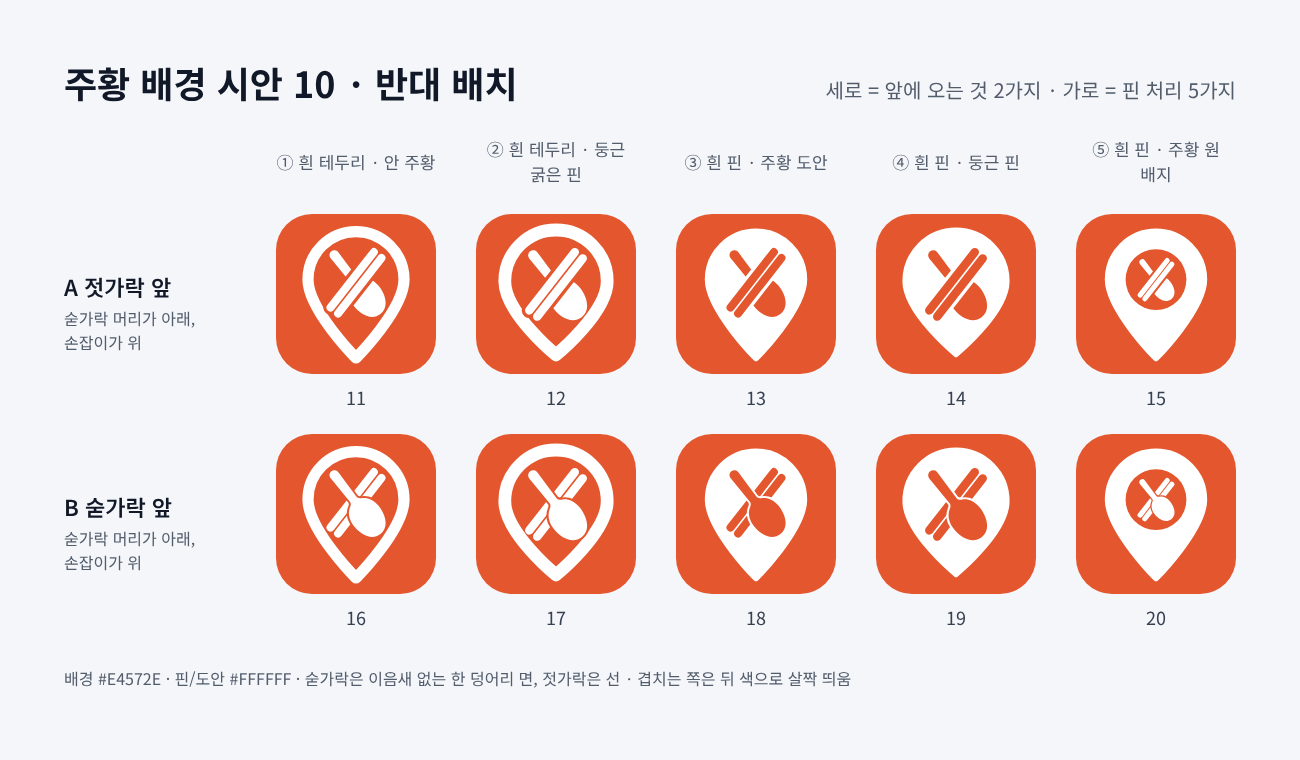 주황 배경 시안 10 · 반대 배치
세로 = 앞에 오는 것 2가지 · 가로 = 핀 처리 5가지
① 흰 테두리 · 안 주황
② 흰 테두리 · 둥근
굵은 핀
③ 흰 핀 · 주황 도안
④ 흰 핀 · 둥근 핀
⑤ 흰 핀 · 주황 원
배지
A 젓가락 앞
숟가락 머리가 아래,
손잡이가 위
11
12
13
14
15
B 숟가락 앞
숟가락 머리가 아래,
손잡이가 위
16
17
18
19
20
배경 #E4572E · 핀/도안 #FFFFFF · 숟가락은 이음새 없는 한 덩어리 면, 젓가락은 선 · 겹치는 쪽은 뒤 색으로 살짝 띄움